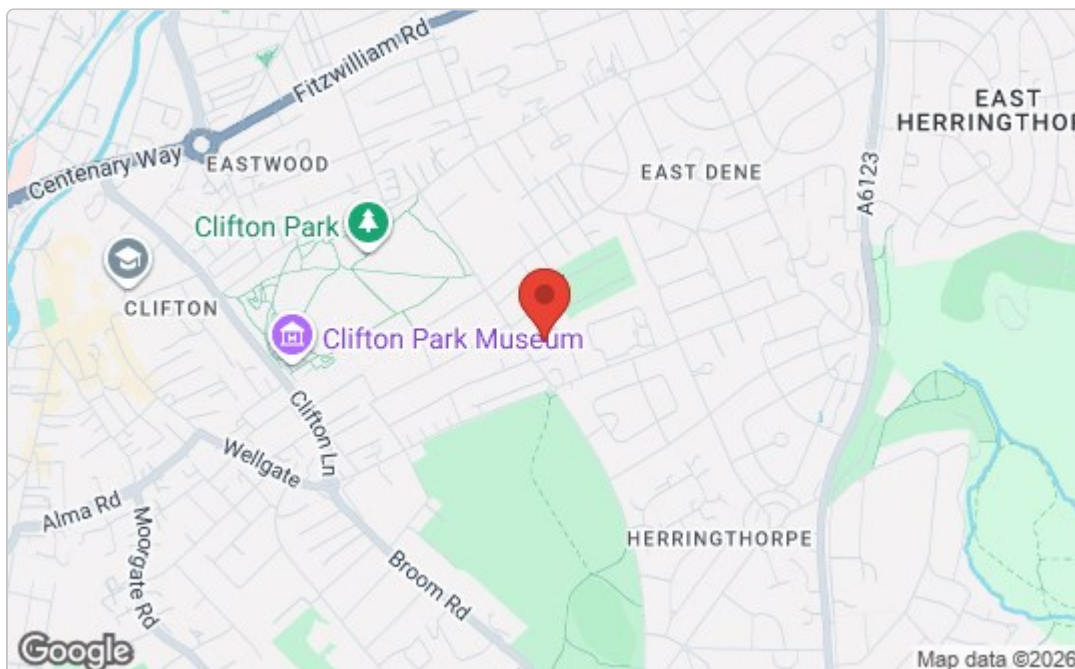 Fitzwilliam Rd
Centenary Way
EASTWOOD
EAST DENE
EAST
HERRINGTHOR
A6123
Clifton Park
CLIFTON
Clifton Park Museum
Clifton Ln
Wellgate
Alma Rd
Moorgate Rd
Broom Rd
HERRINGTHORPE
Google
Map data ©2026